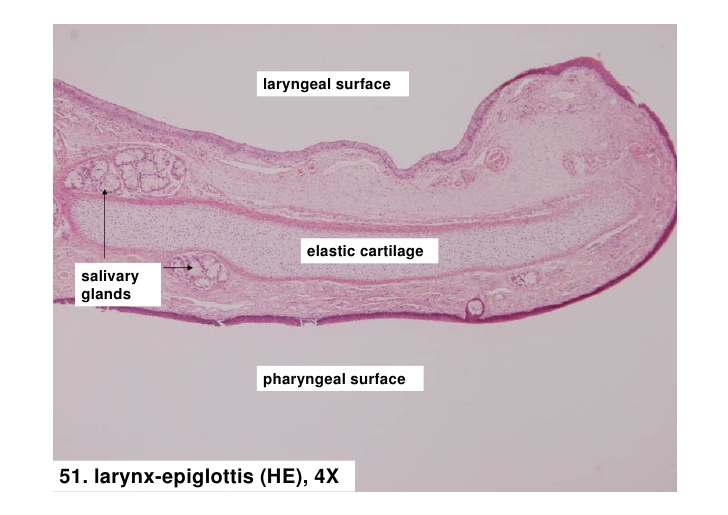 laryngeal surface
elastic cartilage
salivary
glands
pharyngeal surface
51. larynx-epiglottis (HE), 4X